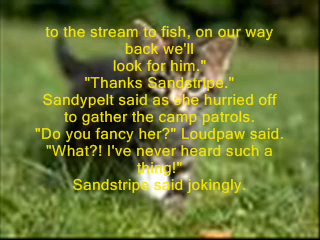 to the stream to fish, on our way
back we'll
look for him."
"Thanks Sandstripe."
Sandypelt said as she hurried off
to gather the camp patrols.
"Do you fancy her?" Loudpaw said.
"What?! I've never heard such a
thing!"
Sandstripe said jokingly.